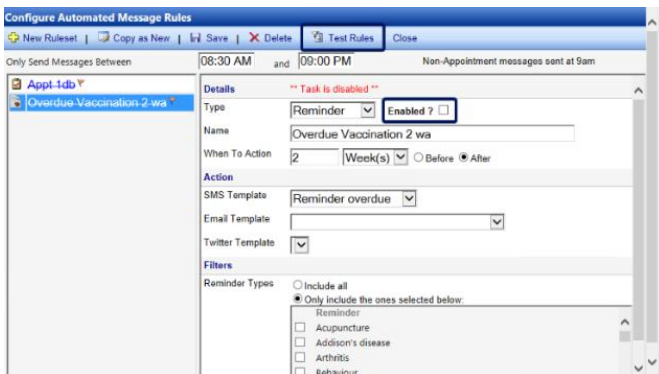 Configure Automated Message Rules
New Ruleset | Copy as New | Save | Delete Test Rules Close
Only Send Messages Between 08:30 AM and 09:00 PM Non-Appointment messages sent at 9am
Appt 1db
Overdue Vaccination 2 wa
Details ** Task is disabled **
Type Reminder Enabled ?
Name Overdue Vaccination 2 wa
When To Action 2 Week(s) Before After
Action
SMS Template Reminder overdue
Email Template
Twitter Template
Filters
Reminder Types Include all
Only include the ones selected below:
Reminder
Acupuncture
Addison's disease
Arthritis
Behaviour